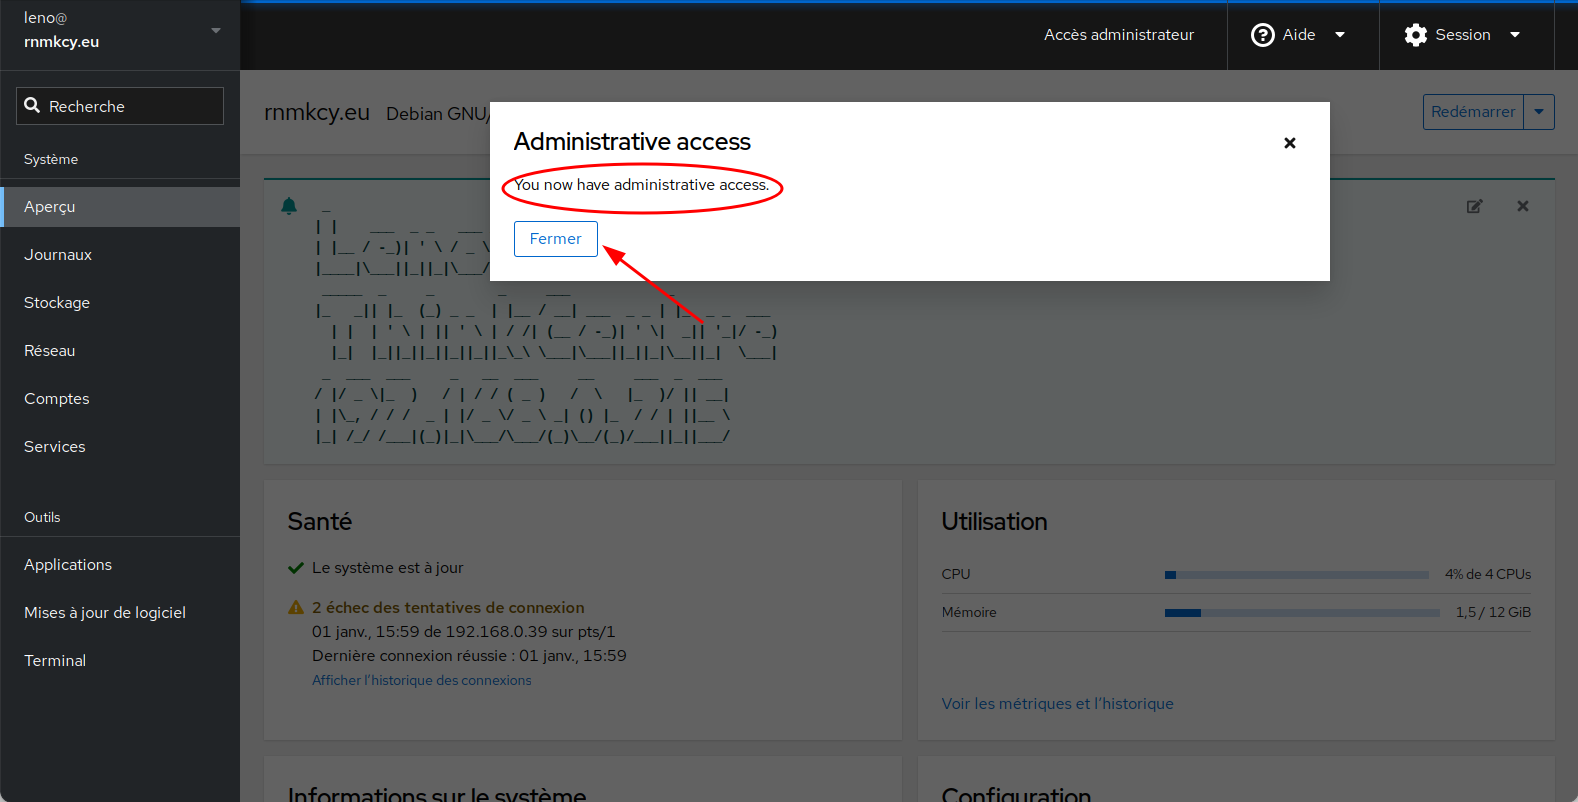 leno@
rnmkcy.eu
Accès administrateur
Aide
Session
Recherche
Système
Aperçu
Journaux
Stockage
Réseau
Comptes
Services
Outils
Applications
Mises à jour de logiciel
Terminal
rnmkcy.eu Debian GNU/
Redémarrer
Administrative access
You now have administrative access.
Fermer
Santé
Le système est à jour
2 échec des tentatives de connexion
01 janv., 15:59 de 192.168.0.39 sur pts/1
Dernière connexion réussie : 01 janv., 15:59
Afficher l'historique des connexions
Utilisation
CPU 4% de 4 CPUs
Mémoire 1,5 / 12 GiB
Voir les métriques et l'historique
Informations sur le système
Configuration